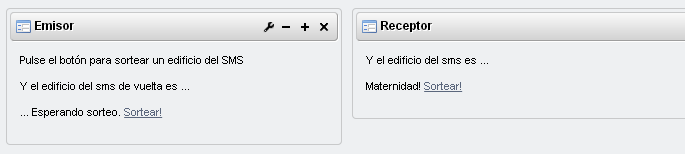 Emisor
Pulse el botón para sortear un edificio del SMS
Y el edificio del sms de vuelta es ...
... Esperando sorteo. Sortear!
Receptor
Y el edificio del sms es ...
Maternidad! Sortear!